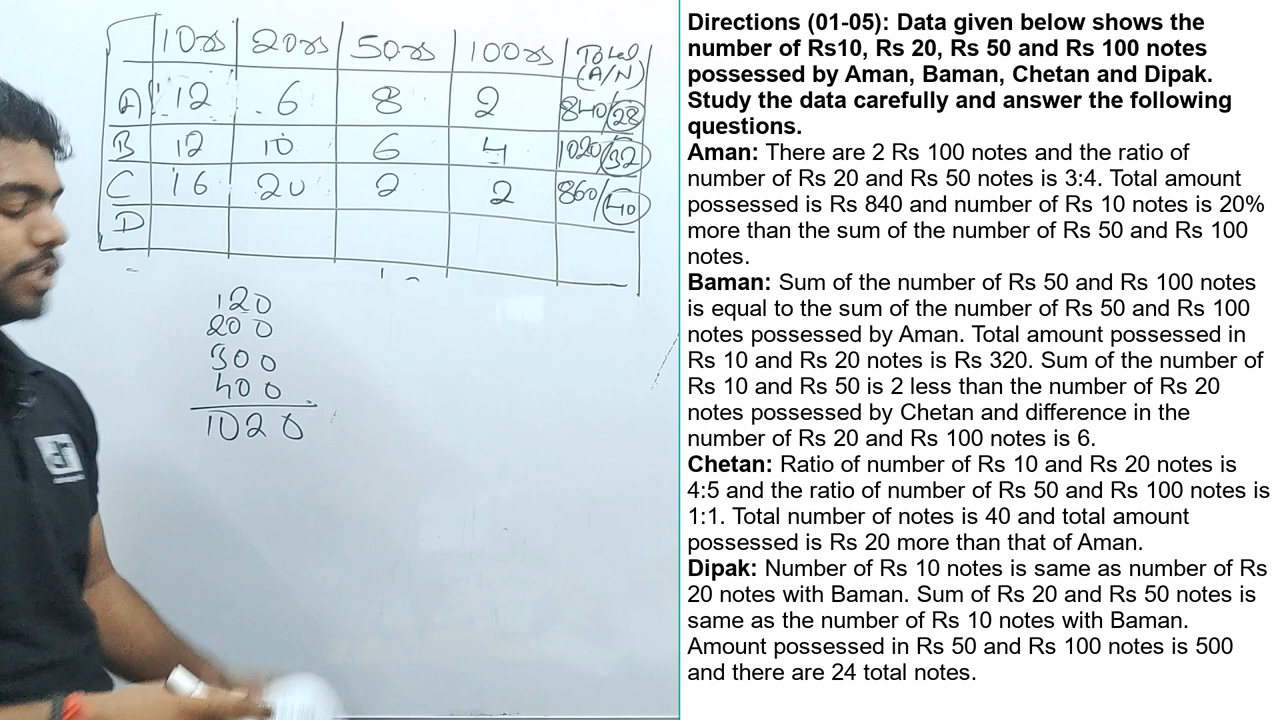 10rs 20rs 50rs 100rs Total
(A/N)
A 12 6 8 2 840/28
B 12 10 6 4 1020/32
C 16 20 2 2 860/40
D
120
200
300
400
1020
Directions (01-05): Data given below shows the
number of Rs10, Rs 20, Rs 50 and Rs 100 notes
possessed by Aman, Baman, Chetan and Dipak.
Study the data carefully and answer the following
questions.
Aman: There are 2 Rs 100 notes and the ratio of
number of Rs 20 and Rs 50 notes is 3:4. Total amount
possessed is Rs 840 and number of Rs 10 notes is 20%
more than the sum of the number of Rs 50 and Rs 100
notes.
Baman: Sum of the number of Rs 50 and Rs 100 notes
is equal to the sum of the number of Rs 50 and Rs 100
notes possessed by Aman. Total amount possessed in
Rs 10 and Rs 20 notes is Rs 320. Sum of the number of
Rs 10 and Rs 50 is 2 less than the number of Rs 20
notes possessed by Chetan and difference in the
number of Rs 20 and Rs 100 notes is 6.
Chetan: Ratio of number of Rs 10 and Rs 20 notes is
4:5 and the ratio of number of Rs 50 and Rs 100 notes is
1:1. Total number of notes is 40 and total amount
possessed is Rs 20 more than that of Aman.
Dipak: Number of Rs 10 notes is same as number of Rs
20 notes with Baman. Sum of Rs 20 and Rs 50 notes is
same as the number of Rs 10 notes with Baman.
Amount possessed in Rs 50 and Rs 100 notes is 500
and there are 24 total notes.